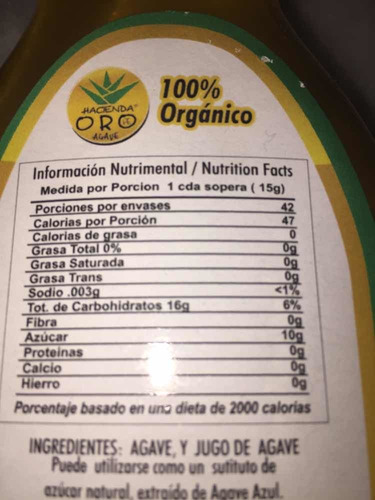 HACIENDA
ORO
DE
AGAVE
100%
Orgánico
Información Nutrimental / Nutrition Facts
Medida por Porcion 1 cda sopera ( 15g)
Porciones por envases 42
Calorias por Porción 47
Calorias de grasa 0
Grasa Total 0% 0g
Grasa Saturada 0g
Grasa Trans 0g
Sodio .003g <1%
Tot. de Carbohidratos 16g 6%
Fibra 0g
Azúcar 10g
Proteinas 0g
Calcio 0g
Hierro 0g
Porcentaje basado en una dieta de 2000 calorias
INGREDIENTES: AGAVE, Y JUGO DE AGAVE
Puede utilizarse como un sutituto de
azúcar natural, extraído de Agave Azul.